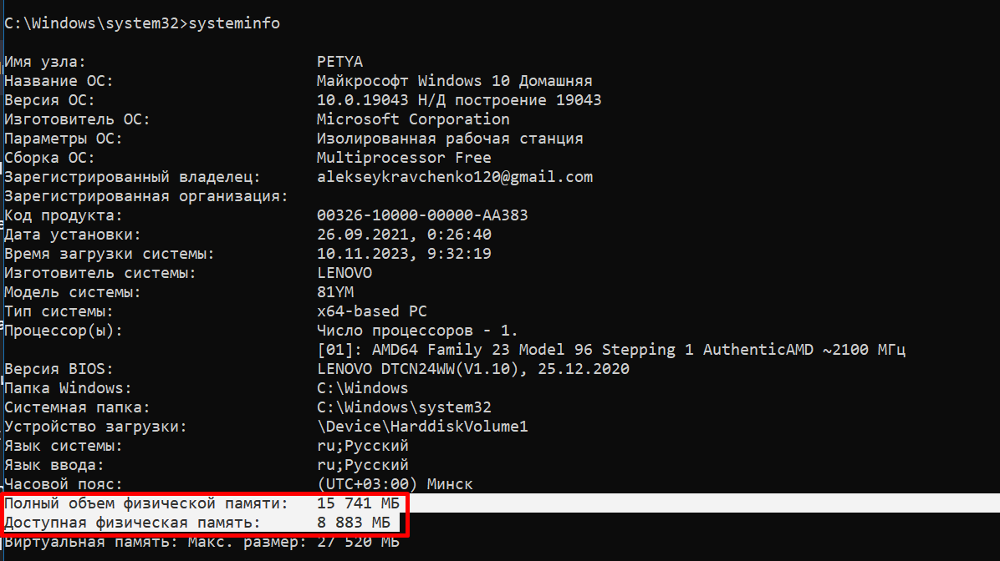 C:\Windows\system32>systeminfo
Имя узла: PETYA
Название ОС: Майкрософт Windows 10 Домашняя
Версия ОС: 10.0.19043 Н/Д построение 19043
Изготовитель ОС: Microsoft Corporation
Параметры ОС: Изолированная рабочая станция
Сборка ОС: Multiprocessor Free
Зарегистрированный владелец: alekseykravchenko120@gmail.com
Зарегистрированная организация:
Код продукта: 00326-10000-00000-AA383
Дата установки: 26.09.2021, 0:26:40
Время загрузки системы: 10.11.2023, 9:32:19
Изготовитель системы: LENOVO
Модель системы: 81YM
Тип системы: x64-based PC
Процессор(ы): Число процессоров - 1.
[01]: AMD64 Family 23 Model 96 Stepping 1 AuthenticAMD ~2100 МГц
Версия BIOS: LENOVO DTCN24WW(V1.10), 25.12.2020
Папка Windows: C:\Windows
Системная папка: C:\Windows\system32
Устройство загрузки: \Device\HarddiskVolume1
Язык системы: ru;Русский
Язык ввода: ru;Русский
Часовой пояс: (UTC+03:00) Минск
Полный объем физической памяти: 15 741 МБ
Доступная физическая память: 8 883 МБ
Виртуальная память: Макс. размер: 27 520 МБ